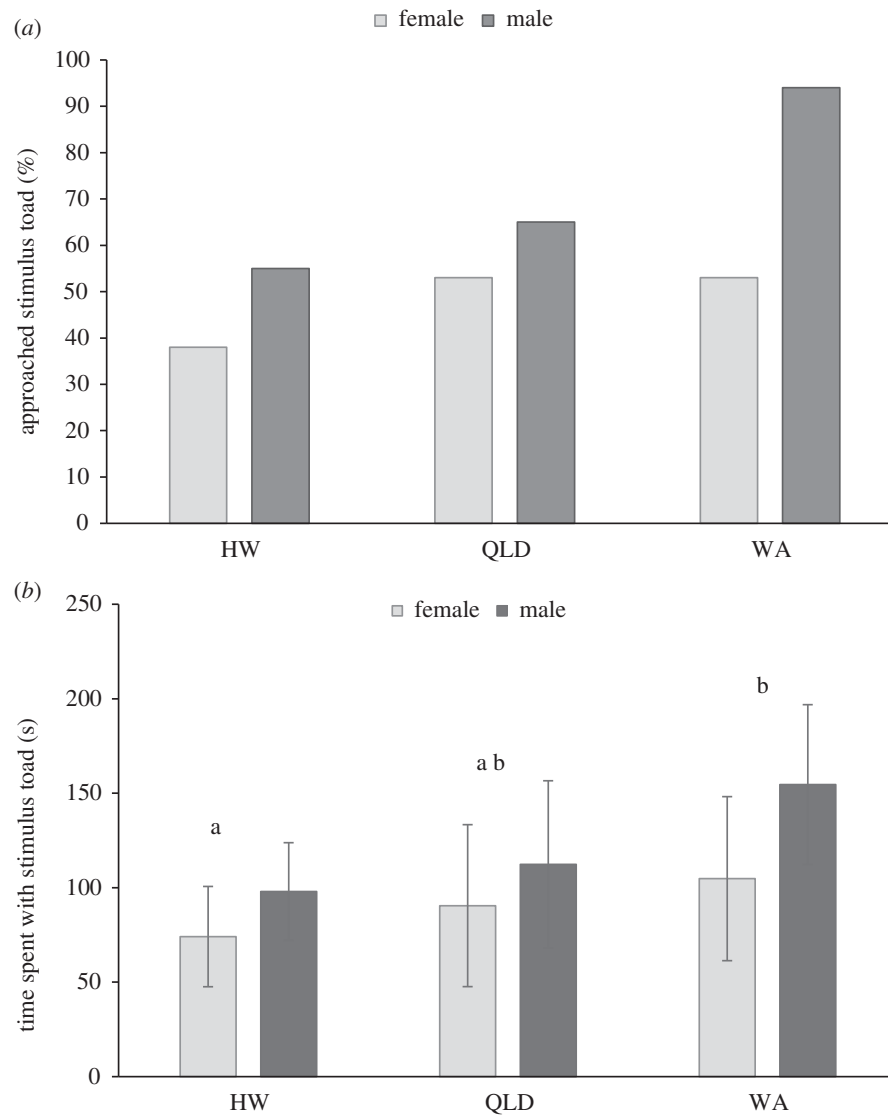 (a)
female male
approached stimulus toad (%)
100
90
80
70
60
50
40
30
20
10
0
HW QLD WA
(b)
female male
time spent with stimulus toad (s)
250
200
150
100
50
0
a
a b
b
HW QLD WA